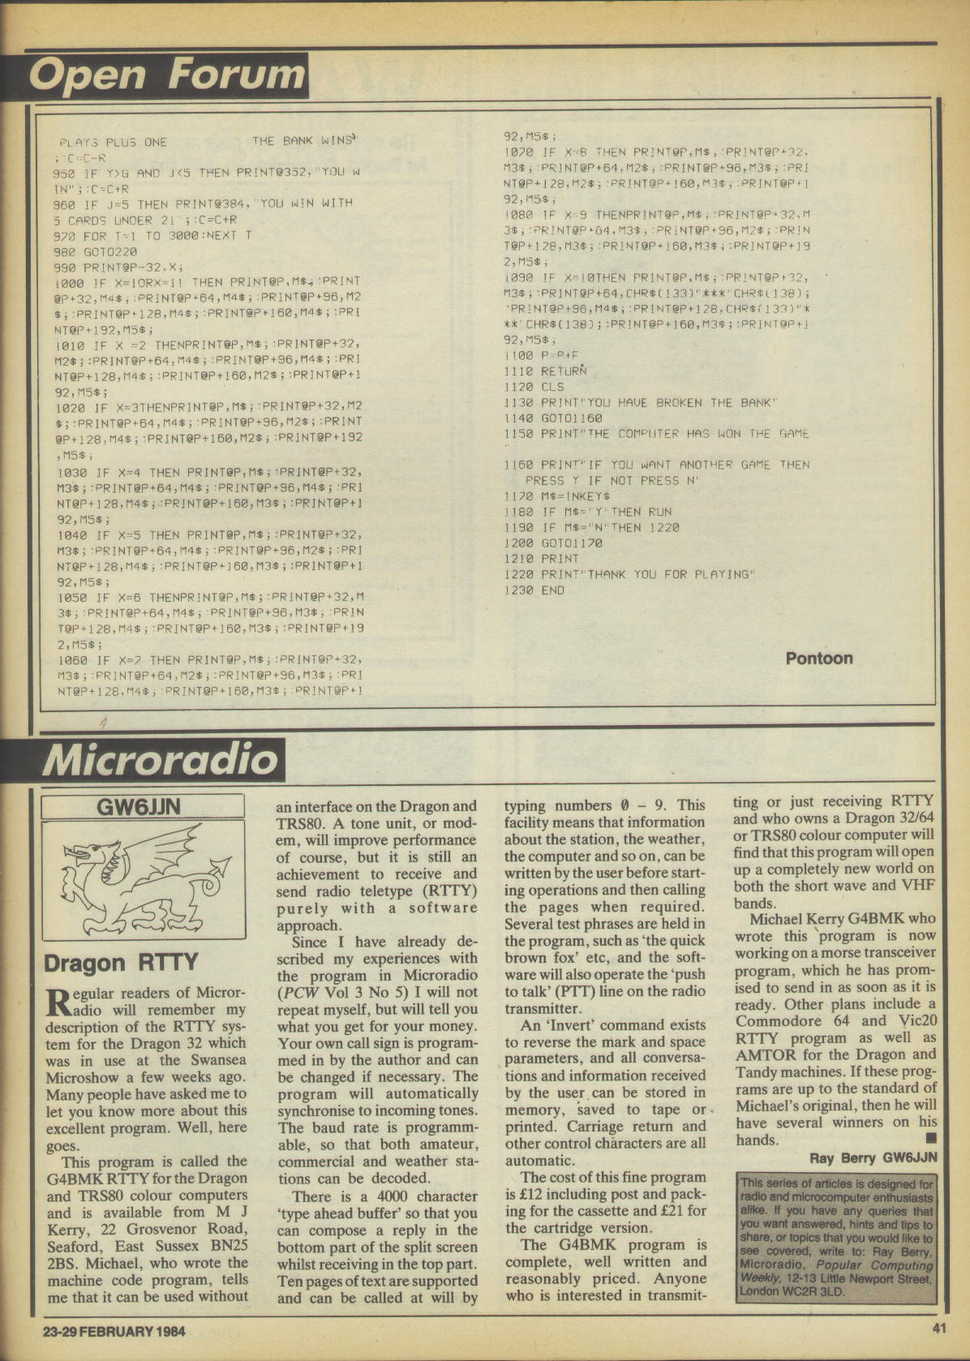 Open Forum
PLAYS PLUS ONE THE BANK WINS"
; :C=C-R
950 IF Y>G AND J<5 THEN PRINT@352,"YOU W
IN"; :C=C+R
960 IF J=5 THEN PRINT@384,"YOU WIN WITH
5 CARDS UNDER 21 "; :C=C+R
970 FOR T=1 TO 3000:NEXT T
980 GOTO220
990 PRINT@P-32,X;
1000 IF X=10RX=11 THEN PRINT@P,M$; :PRINT
@P+32,M4$; :PRINT@P+64,M4$; :PRINT@P+96,M2
$; :PRINT@P+128,M4$; :PRINT@P+160,M4$; :PRI
NT@P+192,M5$;
1010 IF X =2 THENPRINT@P,M$; :PRINT@P+32,
M2$; :PRINT@P+64,M4$; :PRINT@P+96,M4$; :PRI
NT@P+128,M4$; :PRINT@P+160,M2$; :PRINT@P+1
92,M5$;
1020 IF X=3THENPRINT@P,M$; :PRINT@P+32,M2
$; :PRINT@P+64,M4$; :PRINT@P+96,M2$; :PRINT
@P+128,M4$; :PRINT@P+160,M2$; :PRINT@P+192
,M5$;
1030 IF X=4 THEN PRINT@P,M$; :PRINT@P+32,
M3$; :PRINT@P+64,M4$; :PRINT@P+96,M4$; :PRI
NT@P+128,M4$; :PRINT@P+160,M3$; :PRINT@P+1
92,M5$;
1040 IF X=5 THEN PRINT@P,M$; :PRINT@P+32,
M3$; :PRINT@P+64,M4$; :PRINT@P+96,M2$; :PRI
NT@P+128,M4$; :PRINT@P+160,M3$; :PRINT@P+1
92,M5$;
1050 IF X=6 THENPRINT@P,M$; :PRINT@P+32,M
3$; :PRINT@P+64,M4$; :PRINT@P+96,M3$; :PRIN
T@P+128,M4$; :PRINT@P+160,M3$; :PRINT@P+19
2,M5$;
1060 IF X=7 THEN PRINT@P,M$; :PRINT@P+32,
M3$; :PRINT@P+64,M2$; :PRINT@P+96,M3$; :PRI
NT@P+128,M4$; :PRINT@P+160,M3$; :PRINT@P+1
92,M5$;
1070 IF X=8 THEN PRINT@P,M$, :PRINT@P+32,
M3$; :PRINT@P+64,M2$; :PRINT@P+96,M3$; :PRI
NT@P+128,M2$; :PRINT@P+160,M3$; :PRINT@P+1
92,M5$;
1080 IF X=9 THENPRINT@P,M$; :PRINT@P+32,M
3$; :PRINT@P+64,M3$; :PRINT@P+96,M2$; :PRIN
T@P+128,M3$; :PRINT@P+160,M3$; :PRINT@P+19
2,M5$;
1090 IF X=10THEN PRINT@P,M$; :PRINT@P+32,
M3$; :PRINT@P+64,CHR$(133)"***"CHR$(138);
:PRINT@P+96,M4$; :PRINT@P+128,CHR$(133)"*
**"CHR$(138); :PRINT@P+160,M3$; :PRINT@P+1
92,M5$;
1100 P=P+F
1110 RETURN
1120 CLS
1130 PRINT"YOU HAVE BROKEN THE BANK"
1140 GOTO1160
1150 PRINT"THE COMPUTER HAS WON THE GAME
"
1160 PRINT"IF YOU WANT ANOTHER GAME THEN
PRESS Y IF NOT PRESS N"
1170 M$=INKEY$
1180 IF M$="Y"THEN RUN
1190 IF M$="N"THEN 1220
1200 GOTO1170
1210 PRINT
1220 PRINT"THANK YOU FOR PLAYING"
1230 END
Pontoon
Microradio
GW6JJN
Dragon RTTY
Regular readers of Micror-
adio will remember my
description of the RTTY sys-
tem for the Dragon 32 which
was in use at the Swansea
Microshow a few weeks ago.
Many people have asked me to
let you know more about this
excellent program. Well, here
goes.
This program is called the
G4BMK RTTY for the Dragon
and TRS80 colour computers
and is available from M J
Kerry, 22 Grosvenor Road,
Seaford, East Sussex BN25
2BS. Michael, who wrote the
machine code program, tells
me that it can be used without
an interface on the Dragon and
TRS80. A tone unit, or mod-
em, will improve performance
of course, but it is still an
achievement to receive and
send radio teletype (RTTY)
purely with a software
approach.
Since I have already de-
scribed my experiences with
the program in Microradio
(PCW Vol 3 No 5) I will not
repeat myself, but will tell you
what you get for your money.
Your own call sign is program-
med in by the author and can
be changed if necessary. The
program will automatically
synchronise to incoming tones.
The baud rate is programm-
able, so that both amateur,
commercial and weather sta-
tions can be decoded.
There is a 4000 character
'type ahead buffer' so that you
can compose a reply in the
bottom part of the split screen
whilst receiving in the top part.
Ten pages of text are supported
and can be called at will by
typing numbers 0 – 9. This
facility means that information
about the station, the weather,
the computer and so on, can be
written by the user before start-
ing operations and then calling
the pages when required.
Several test phrases are held in
the program, such as 'the quick
brown fox' etc, and the soft-
ware will also operate the 'push
to talk' (PTT) line on the radio
transmitter.
An 'Invert' command exists
to reverse the mark and space
parameters, and all conversa-
tions and information received
by the user can be stored in
memory, saved to tape or
printed. Carriage return and
other control characters are all
automatic.
The cost of this fine program
is £12 including post and pack-
ing for the cassette and £21 for
the cartridge version.
The G4BMK program is
complete, well written and
reasonably priced. Anyone
who is interested in transmit-
ting or just receiving RTTY
and who owns a Dragon 32/64
or TRS80 colour computer will
find that this program will open
up a completely new world on
both the short wave and VHF
bands.
Michael Kerry G4BMK who
wrote this program is now
working on a morse transceiver
program, which he has prom-
ised to send in as soon as it is
ready. Other plans include a
Commodore 64 and Vic20
RTTY program as well as
AMTOR for the Dragon and
Tandy machines. If these prog-
rams are up to the standard of
Michael's original, then he will
have several winners on his
hands. ■
Ray Berry GW6JJN
This series of articles is designed for
radio and microcomputer enthusiasts
alike. If you have any queries that
you want answered, hints and tips to
share, or topics that you would like to
see covered, write to: Ray Berry,
Microradio, Popular Computing
Weekly, 12-13 Little Newport Street,
London WC2R 3LD.
23-29 FEBRUARY 1984
41